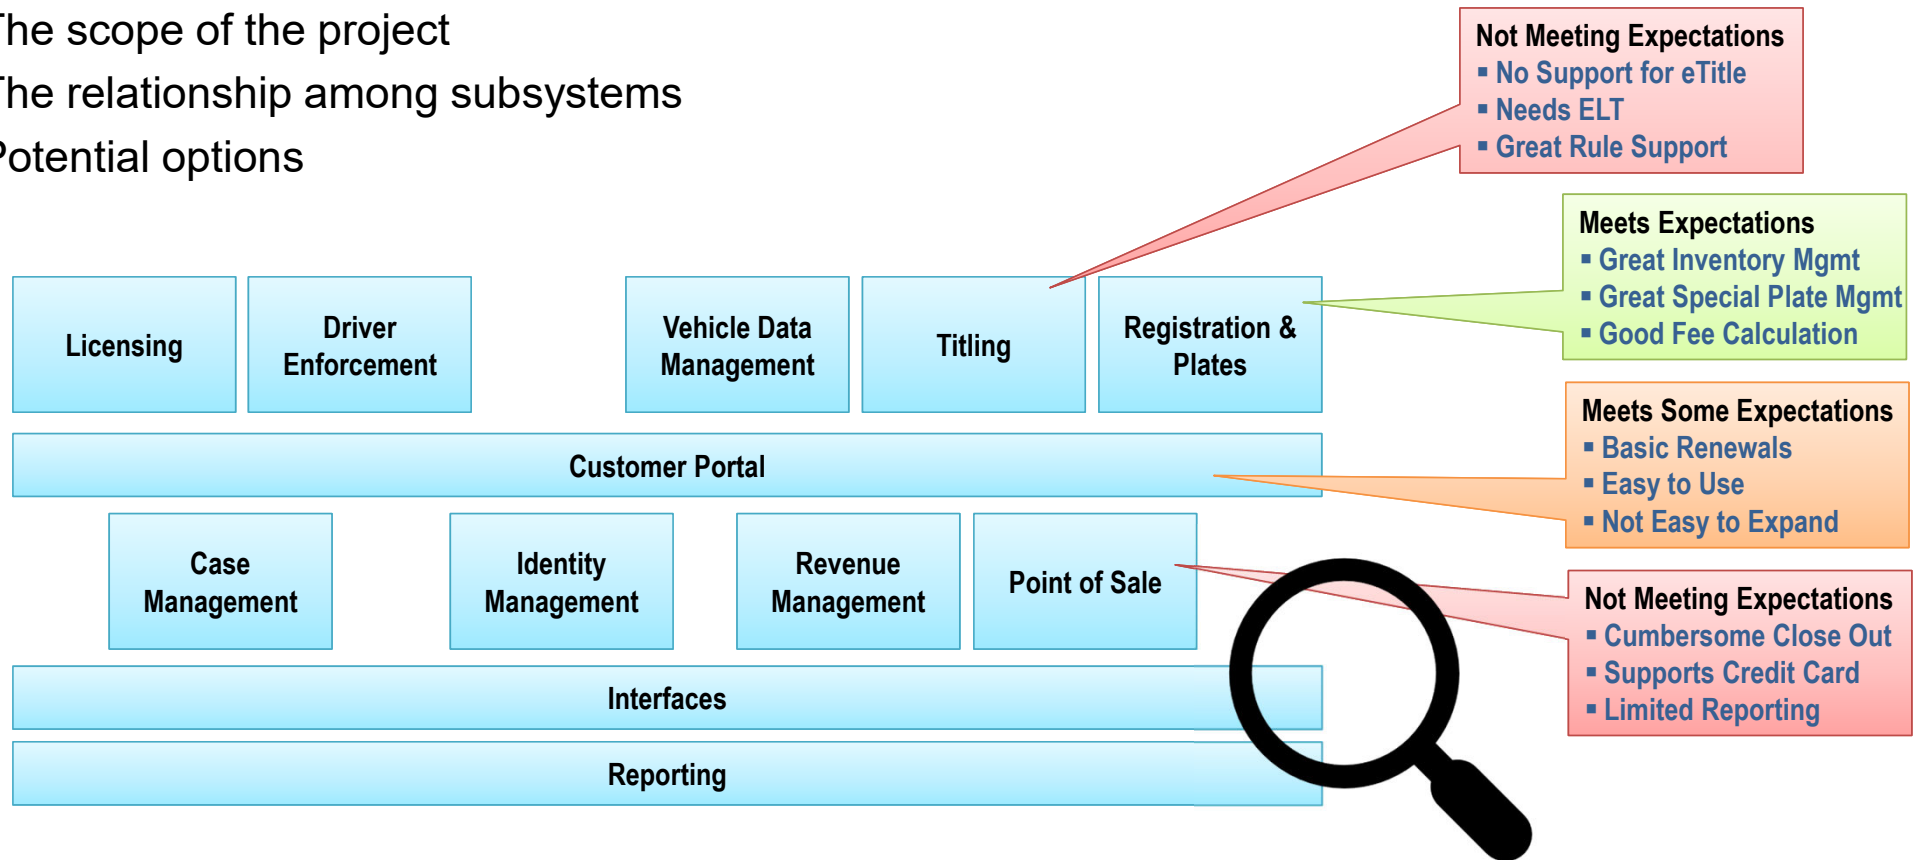 he scope of the project
he relationship among subsystems
otential options
Not Meeting Expectations
▪ No Support for eTitle
▪ Needs ELT
▪ Great Rule Support
Meets Expectations
▪ Great Inventory Mgmt
▪ Great Special Plate Mgmt
▪ Good Fee Calculation
Licensing
Driver
Enforcement
Vehicle Data
Management
Titling
Registration &
Plates
Meets Some Expectations
▪ Basic Renewals
▪ Easy to Use
▪ Not Easy to Expand
Customer Portal
Case
Management
Identity
Management
Revenue
Management
Point of Sale
Not Meeting Expectations
▪ Cumbersome Close Out
▪ Supports Credit Card
▪ Limited Reporting
Interfaces
Reporting